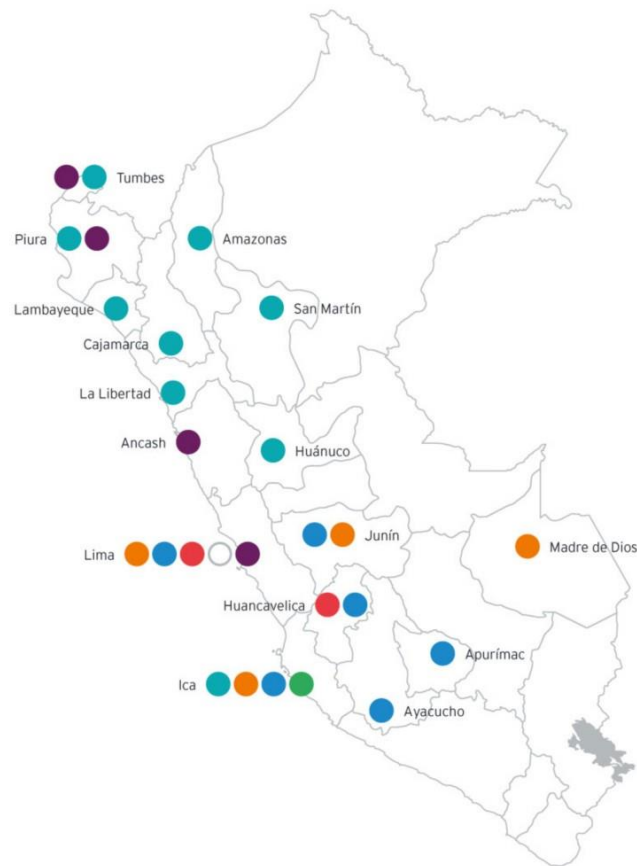 Tumbes
Piura
Amazonas
Lambayeque
San Martín
Cajamarca
La Libertad
Ancash
Huánuco
Lima
Junín
Madre de Dios
Huancavelica
Apurímac
Ica
Ayacucho